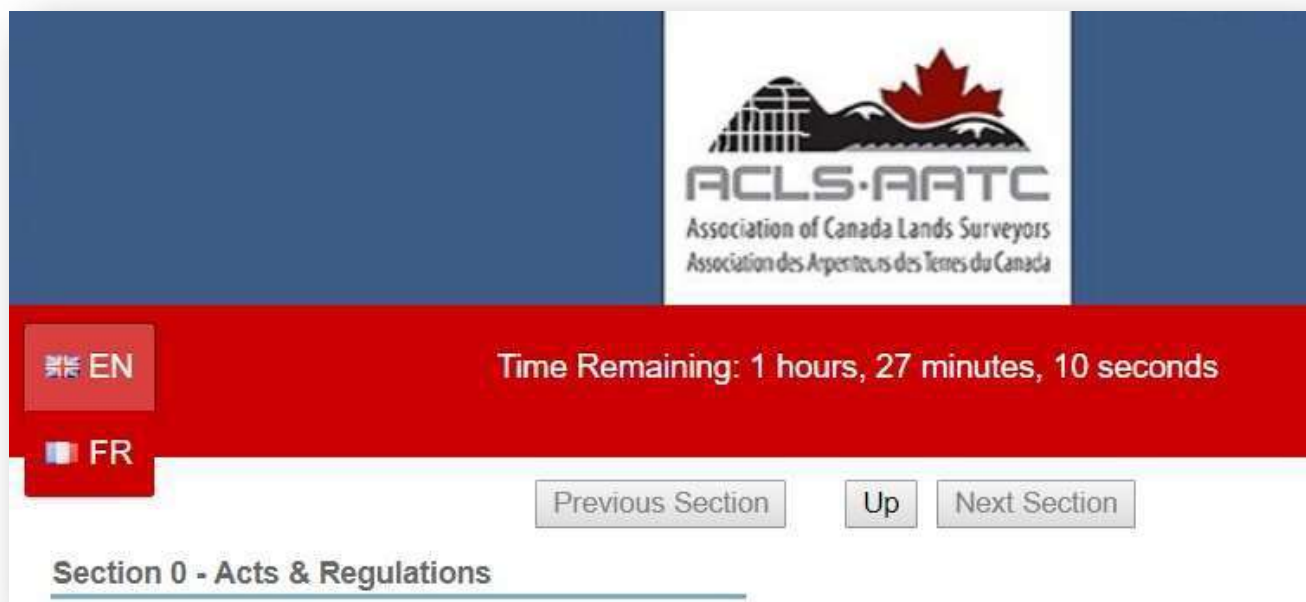 ACLS·AATC
Association of Canada Lands Surveyors
Association des Arpenteurs des Terres du Canada
EN
Time Remaining: 1 hours, 27 minutes, 10 seconds
FR
Previous Section
Up
Next Section
Section 0 - Acts & Regulations